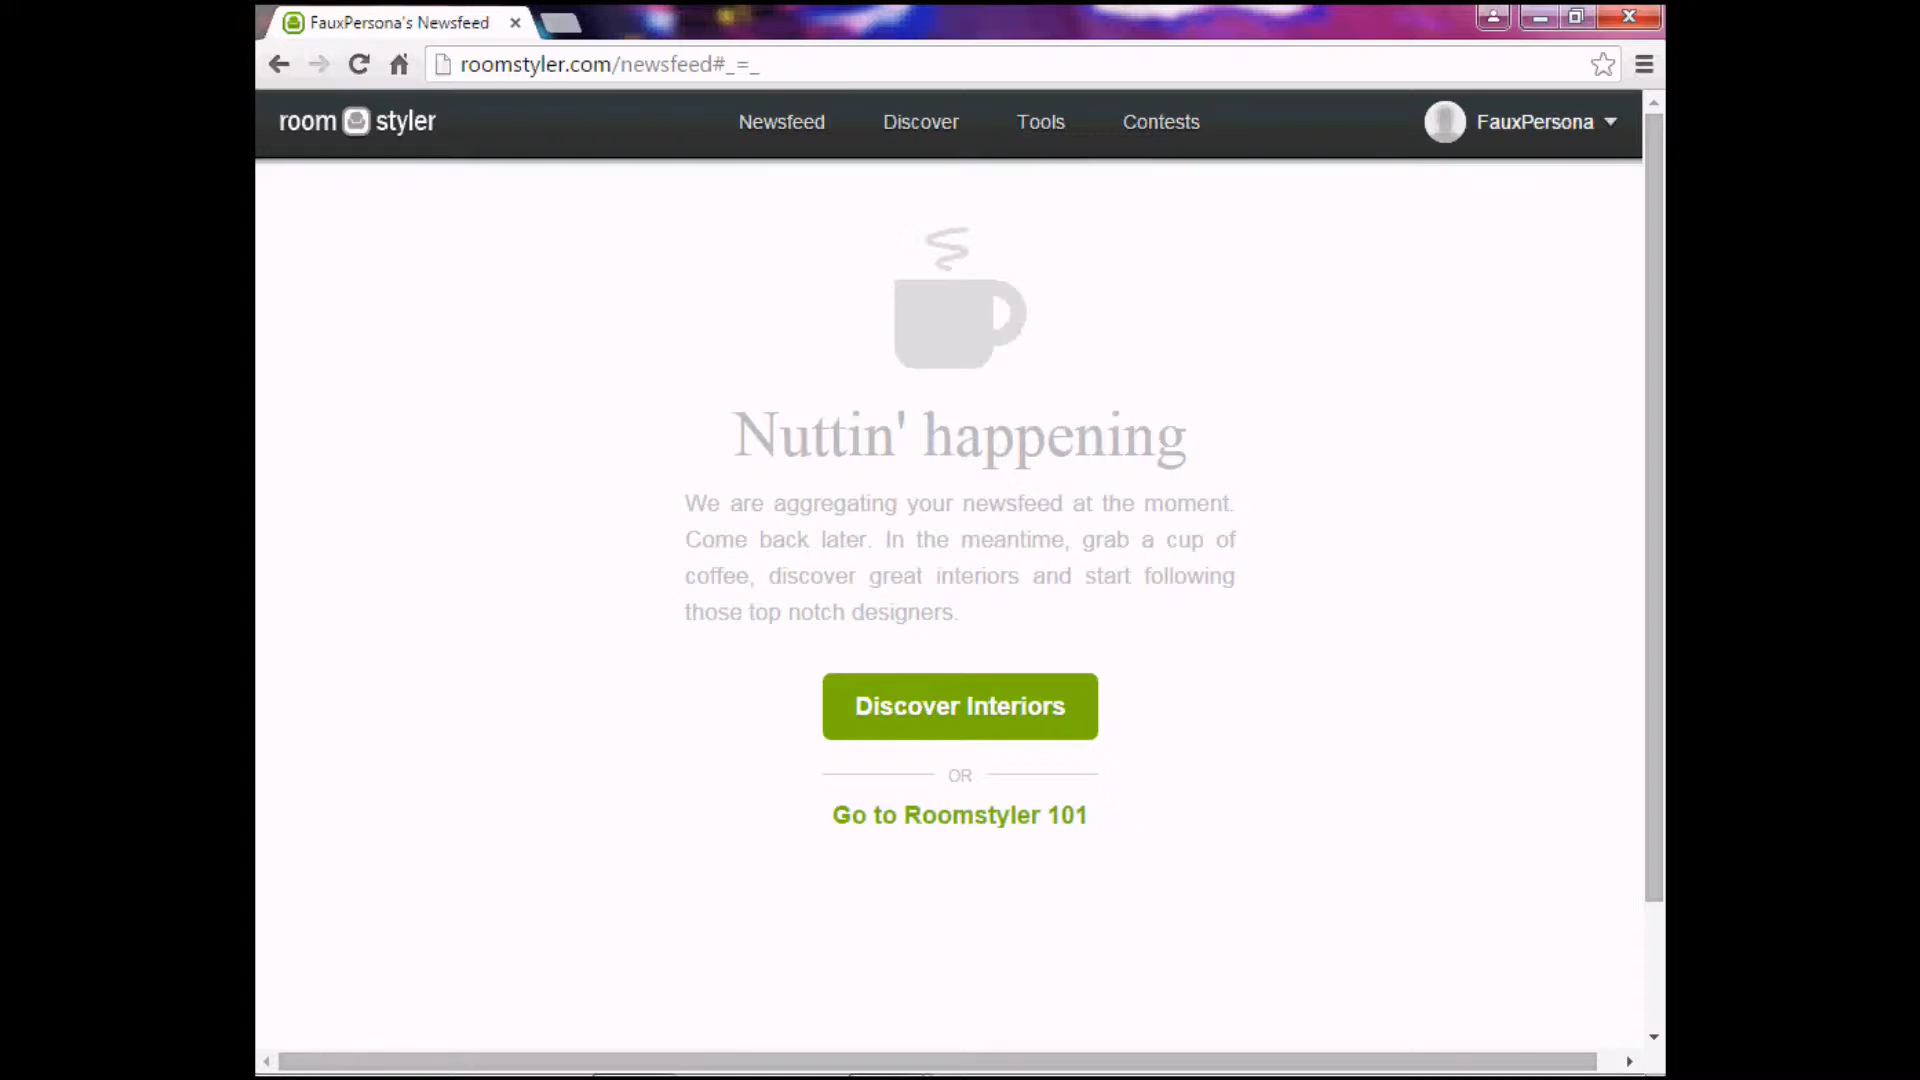 FauxPersona's Newsfeed
roomstyler.com/newsfeed#_=_
room styler
Newsfeed Discover Tools Contests FauxPersona
Nuttin' happening
We are aggregating your newsfeed at the moment.
Come back later. In the meantime, grab a cup of
coffee, discover great interiors and start following
those top notch designers.
Discover Interiors
OR
Go to Roomstyler 101